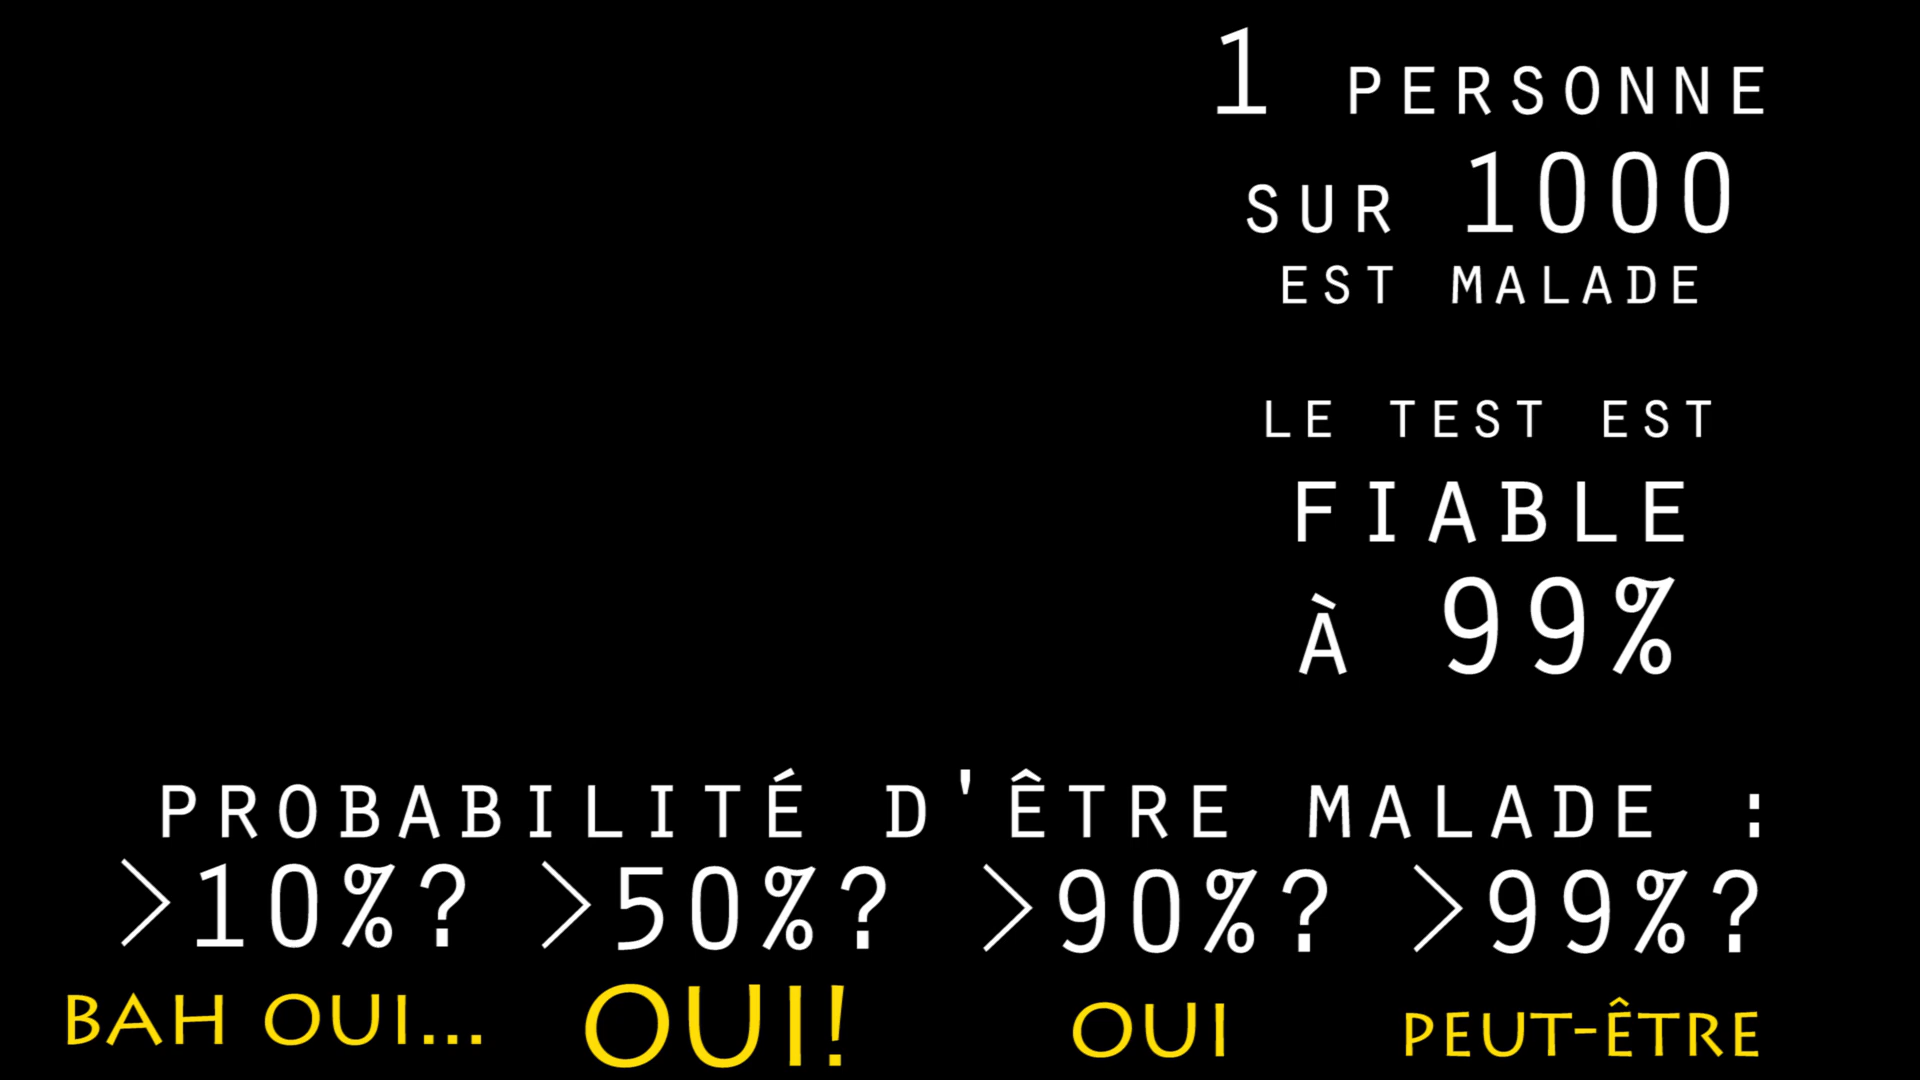 1 PERSONNE
SUR 1000
EST MALADE
LE TEST EST
FIABLE
À 99%
PROBABILITÉ D'ÊTRE MALADE :
>10%? >50%? >90%? >99%?
BAH OUI... OUI! OUI PEUT-ÊTRE